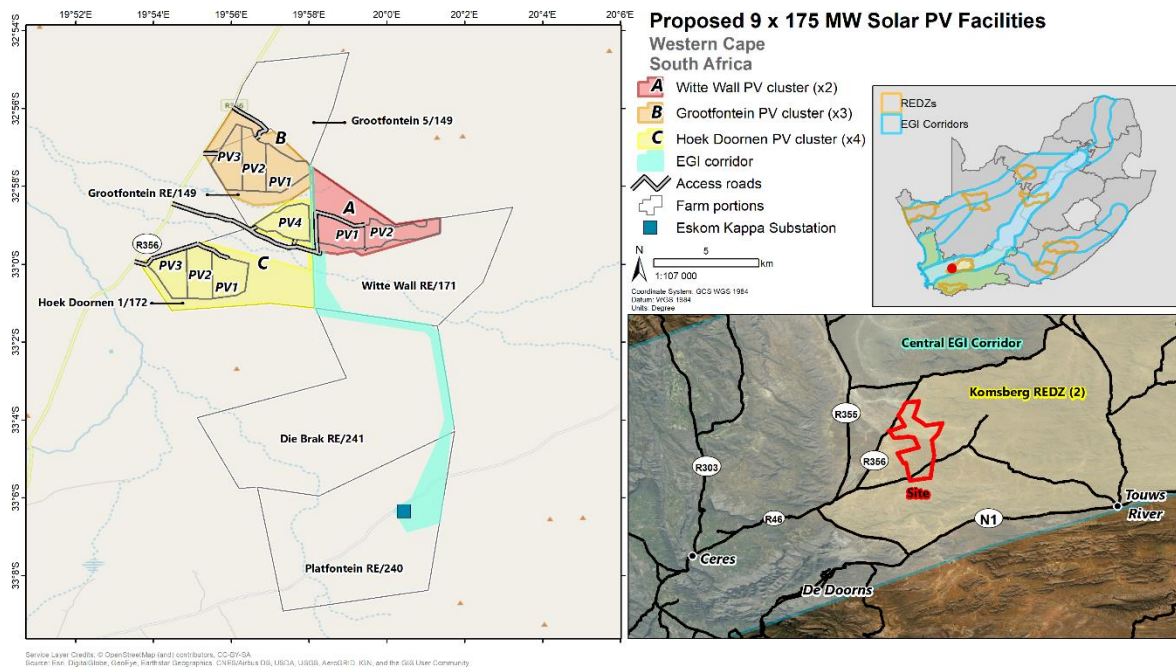 Proposed 9 x 175 MW Solar PV Facilities
Western Cape
South Africa
A Witte Wall PV cluster (x2)
B Grootfontein PV cluster (x3)
C Hoek Doornen PV cluster (x4)
EGI corridor
Access roads
Farm portions
Eskom Kappa Substation
N
5
km
1:107 000
Coordinate System: GCS WGS 1984
Datum: WGS 1984
Units: Degree
REDZs
EGI Corridors
19°52'E 19°54'E 19°56'E 19°58'E 20°0'E 20°2'E 20°4'E 20°6'E
32°54'S
32°56'S
32°58'S
33°0'S
33°2'S
33°4'S
33°6'S
33°8'S
R356
Grootfontein 5/149
B
PV3
PV2
PV1
Grootfontein RE/149
A
PV4
PV1
PV2
R356
C
PV3
PV2
PV1
Witte Wall RE/171
Hoek Doornen 1/172
Die Brak RE/241
Platfontein RE/240
Central EGI Corridor
Komsberg REDZ (2)
R355
R356
R303
Site
Touws
River
R46
N1
Ceres
De Doorns
Service Layer Credits: © OpenStreetMap (and) contributors, CC-BY-SA
Source: Esri, DigitalGlobe, GeoEye, Earthstar Geographics, CNES/Airbus DS, USDA, USGS, AeroGRID, IGN, and the GIS User Community